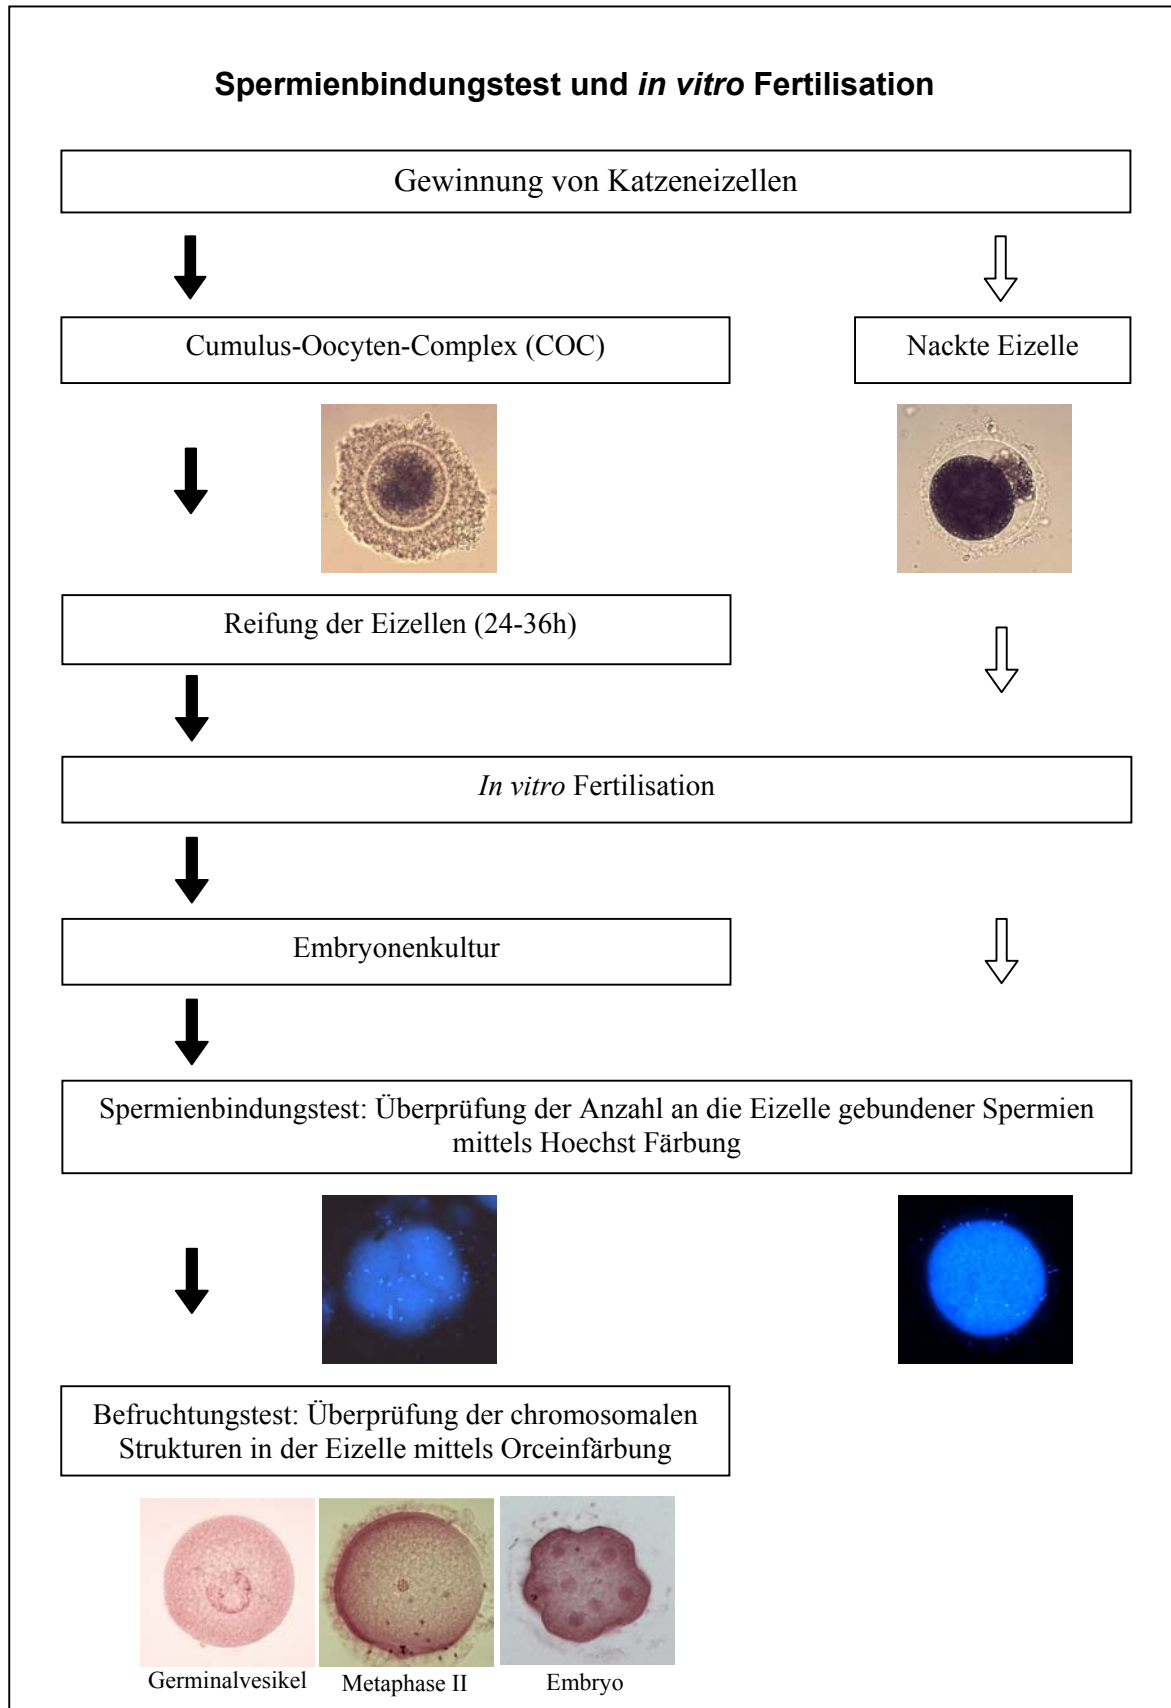 Spermienbindungstest und in vitro Fertilisation
Gewinnung von Katzeneizellen
Cumulus-Oocyten-Complex (COC)
Nackte Eizelle
Reifung der Eizellen (24-36h)
In vitro Fertilisation
Embryonenkultur
Spermienbindungstest: Überprüfung der Anzahl an die Eizelle gebundener Spermien
mittels Hoechst Färbung
Befruchtungstest: Überprüfung der chromosomalen
Strukturen in der Eizelle mittels Orceinfärbung
Germinalvesikel
Metaphase II
Embryo